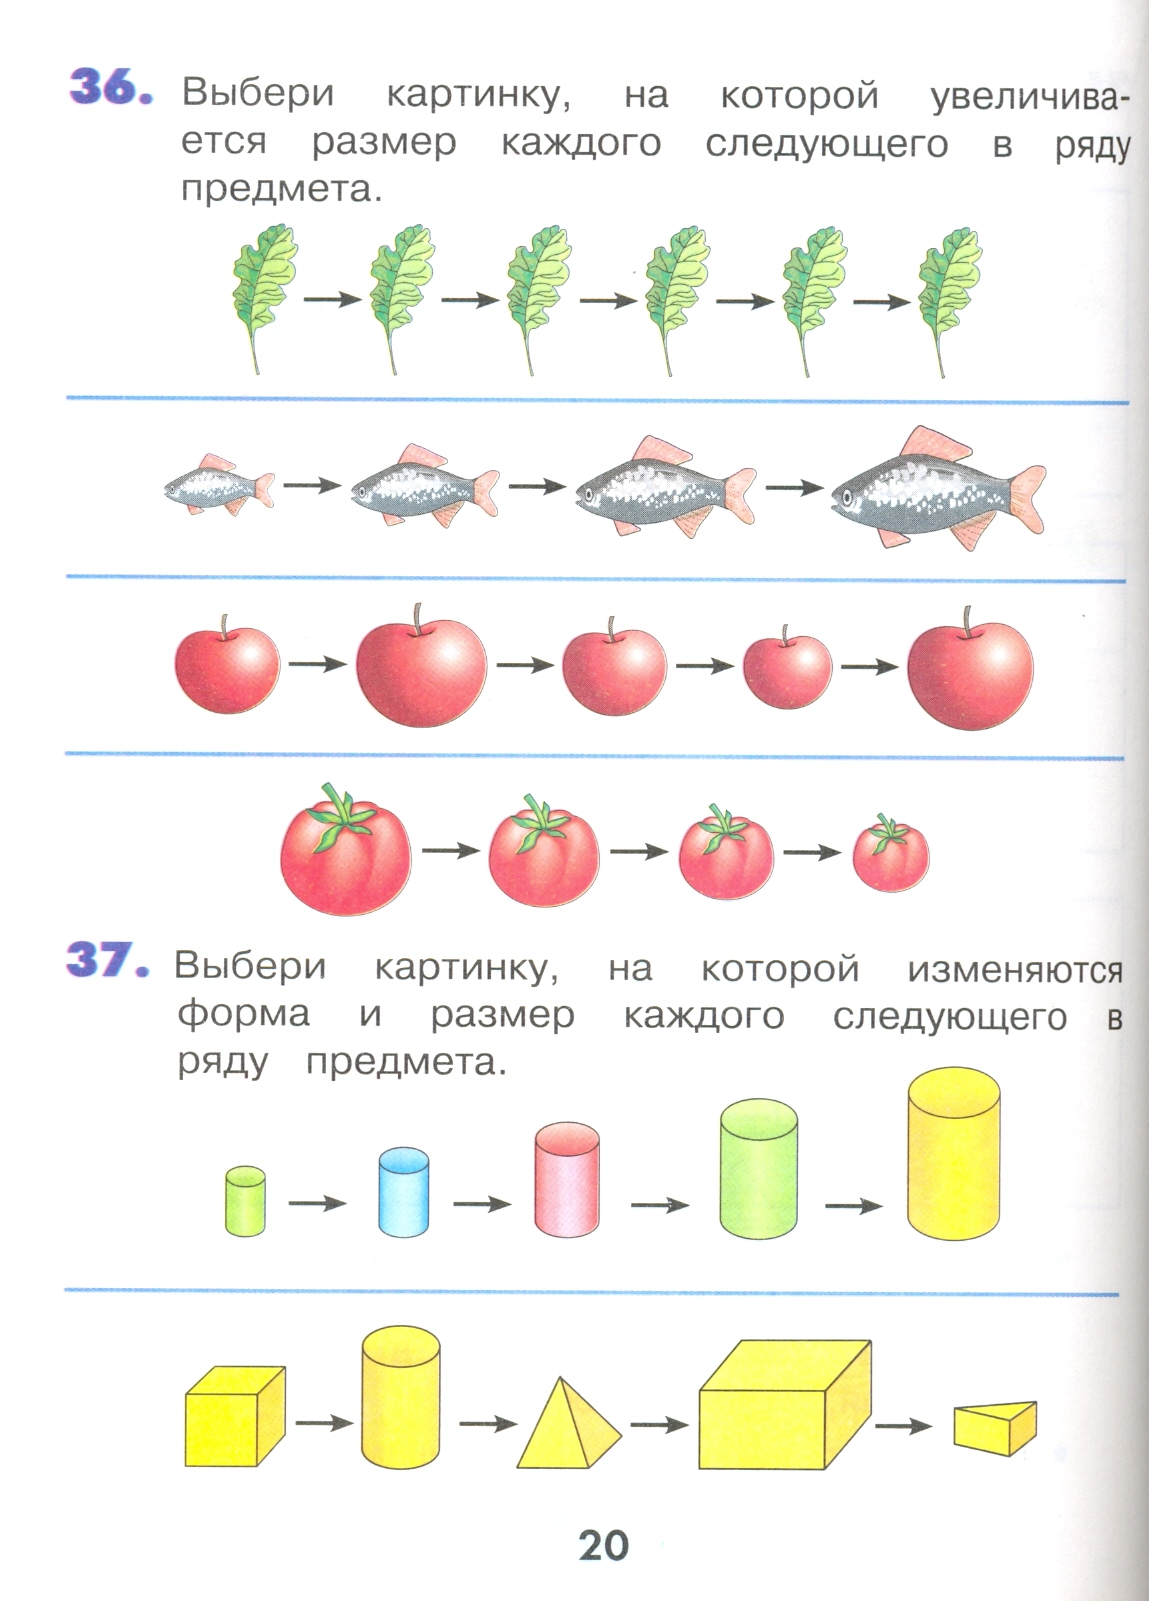 36. Выбери картинку, на которой увеличива-
ется размер каждого следующего в ряду
предмета.
37. Выбери картинку, на которой изменяются
форма и размер каждого следующего в
ряду предмета.
20